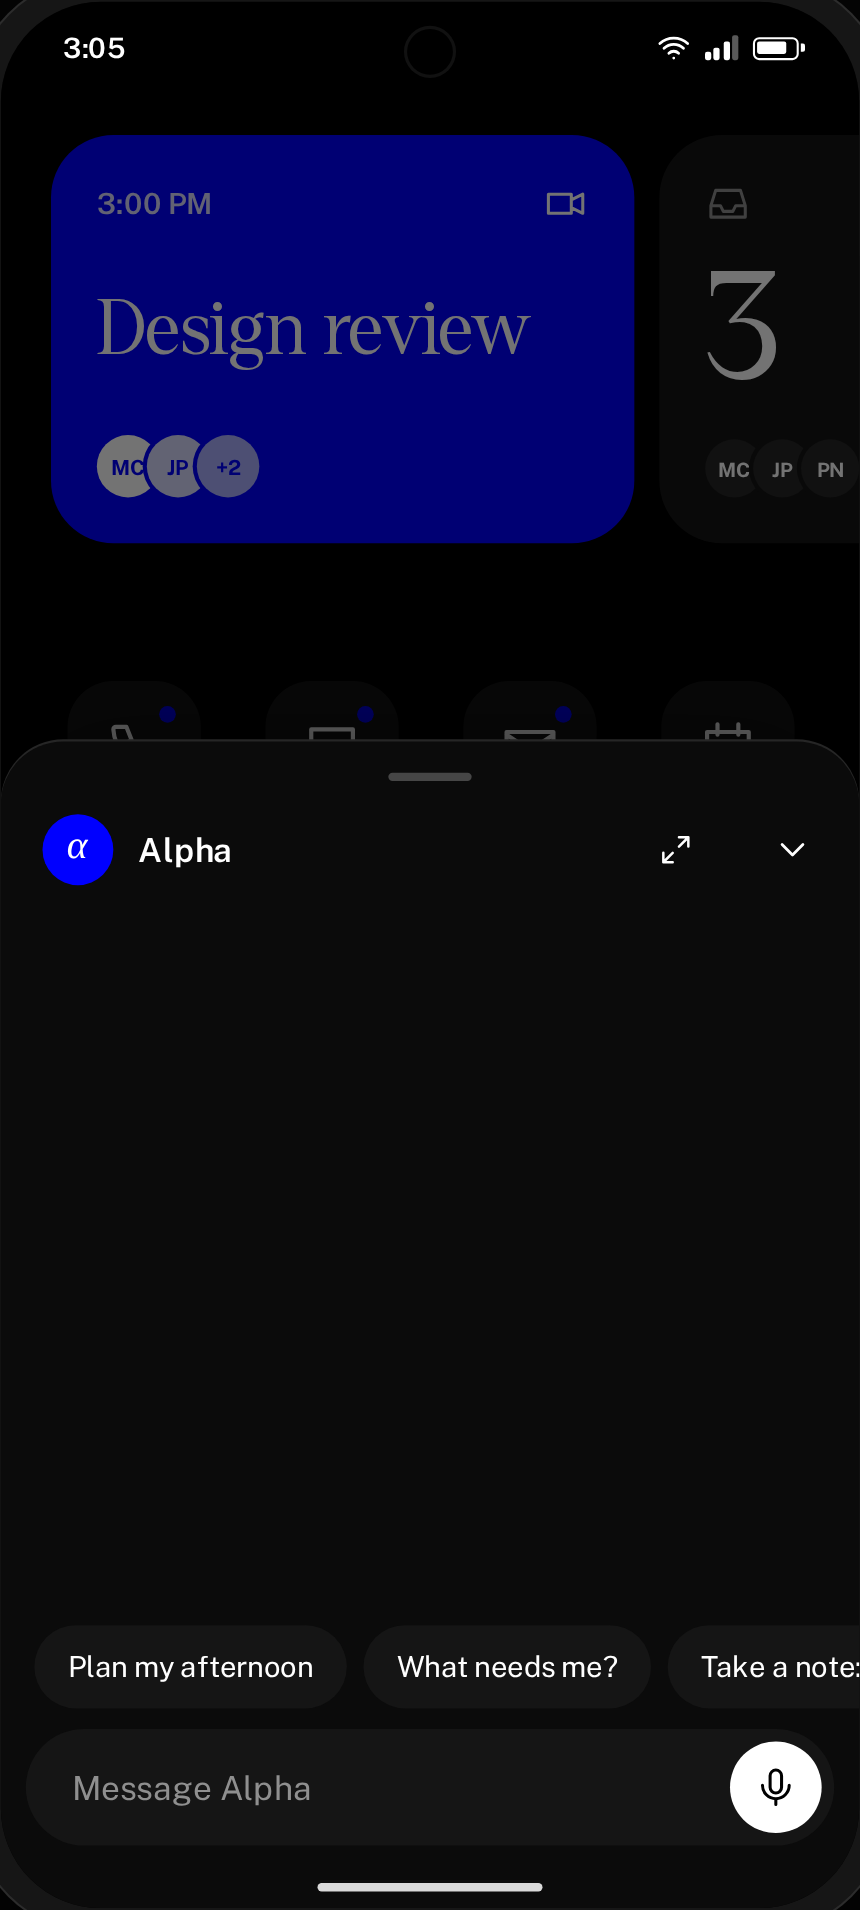 3:05
3:00 PM
Design review
MC JP +2
3
MC JP PN
α Alpha
Plan my afternoon
What needs me?
Take a note:
Message Alpha